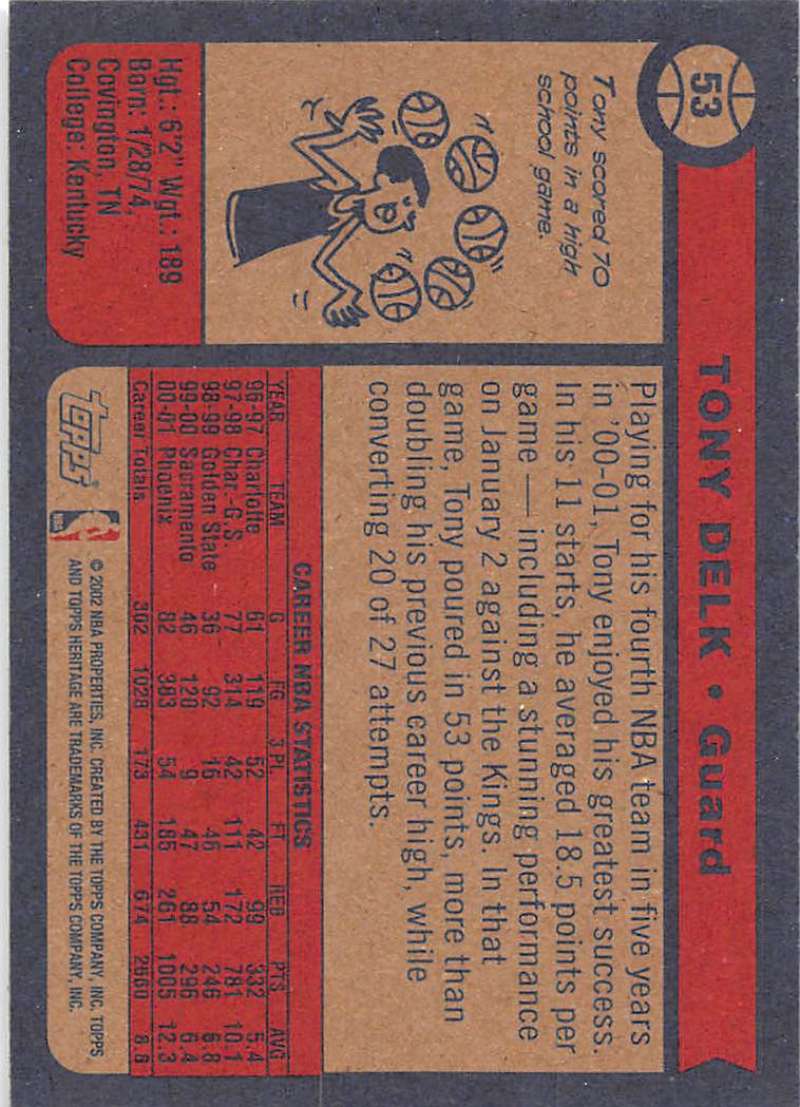 53
TONY DELK • Guard
Tony scored 70
points in a high
school game.
Hgt.: 6'2" Wgt.: 189
Born: 1/2874,
Covington, TN
College: Kentucky
Playing for his fourth NBA team in five years
in '00-01, Tony enjoyed his greatest success.
In his 11 starts, he averaged 18.5 points per
game — including a stunning performance
on January 2 against the Kings. In that
game, Tony poured in 53 points, more than
doubling his previous career high, while
converting 20 of 27 attempts.
CAREER NBA STATISTICS
YEAR TEAM G FG 3 PL FT REB PTS AVG
96-97 Charlotte 61 119 52 42 99 332 5.4
97-98 Char.-G.S. 77 314 42 111 172 781 10.1
98-99 Golden State 36 92 16 46 54 246 6.8
99-00 Sacramento 46 120 9 47 88 296 6.4
00-01 Phoenix 82 383 54 185 261 1005 12.3
Career Totals 302 1028 173 431 674 2660 8.8
Topps
NBA
© 2002 NBA PROPERTIES, INC. CREATED BY THE TOPPS COMPANY, INC. TOPPS
AND TOPPS HERITAGE ARE TRADEMARKS OF THE TOPPS COMPANY, INC.